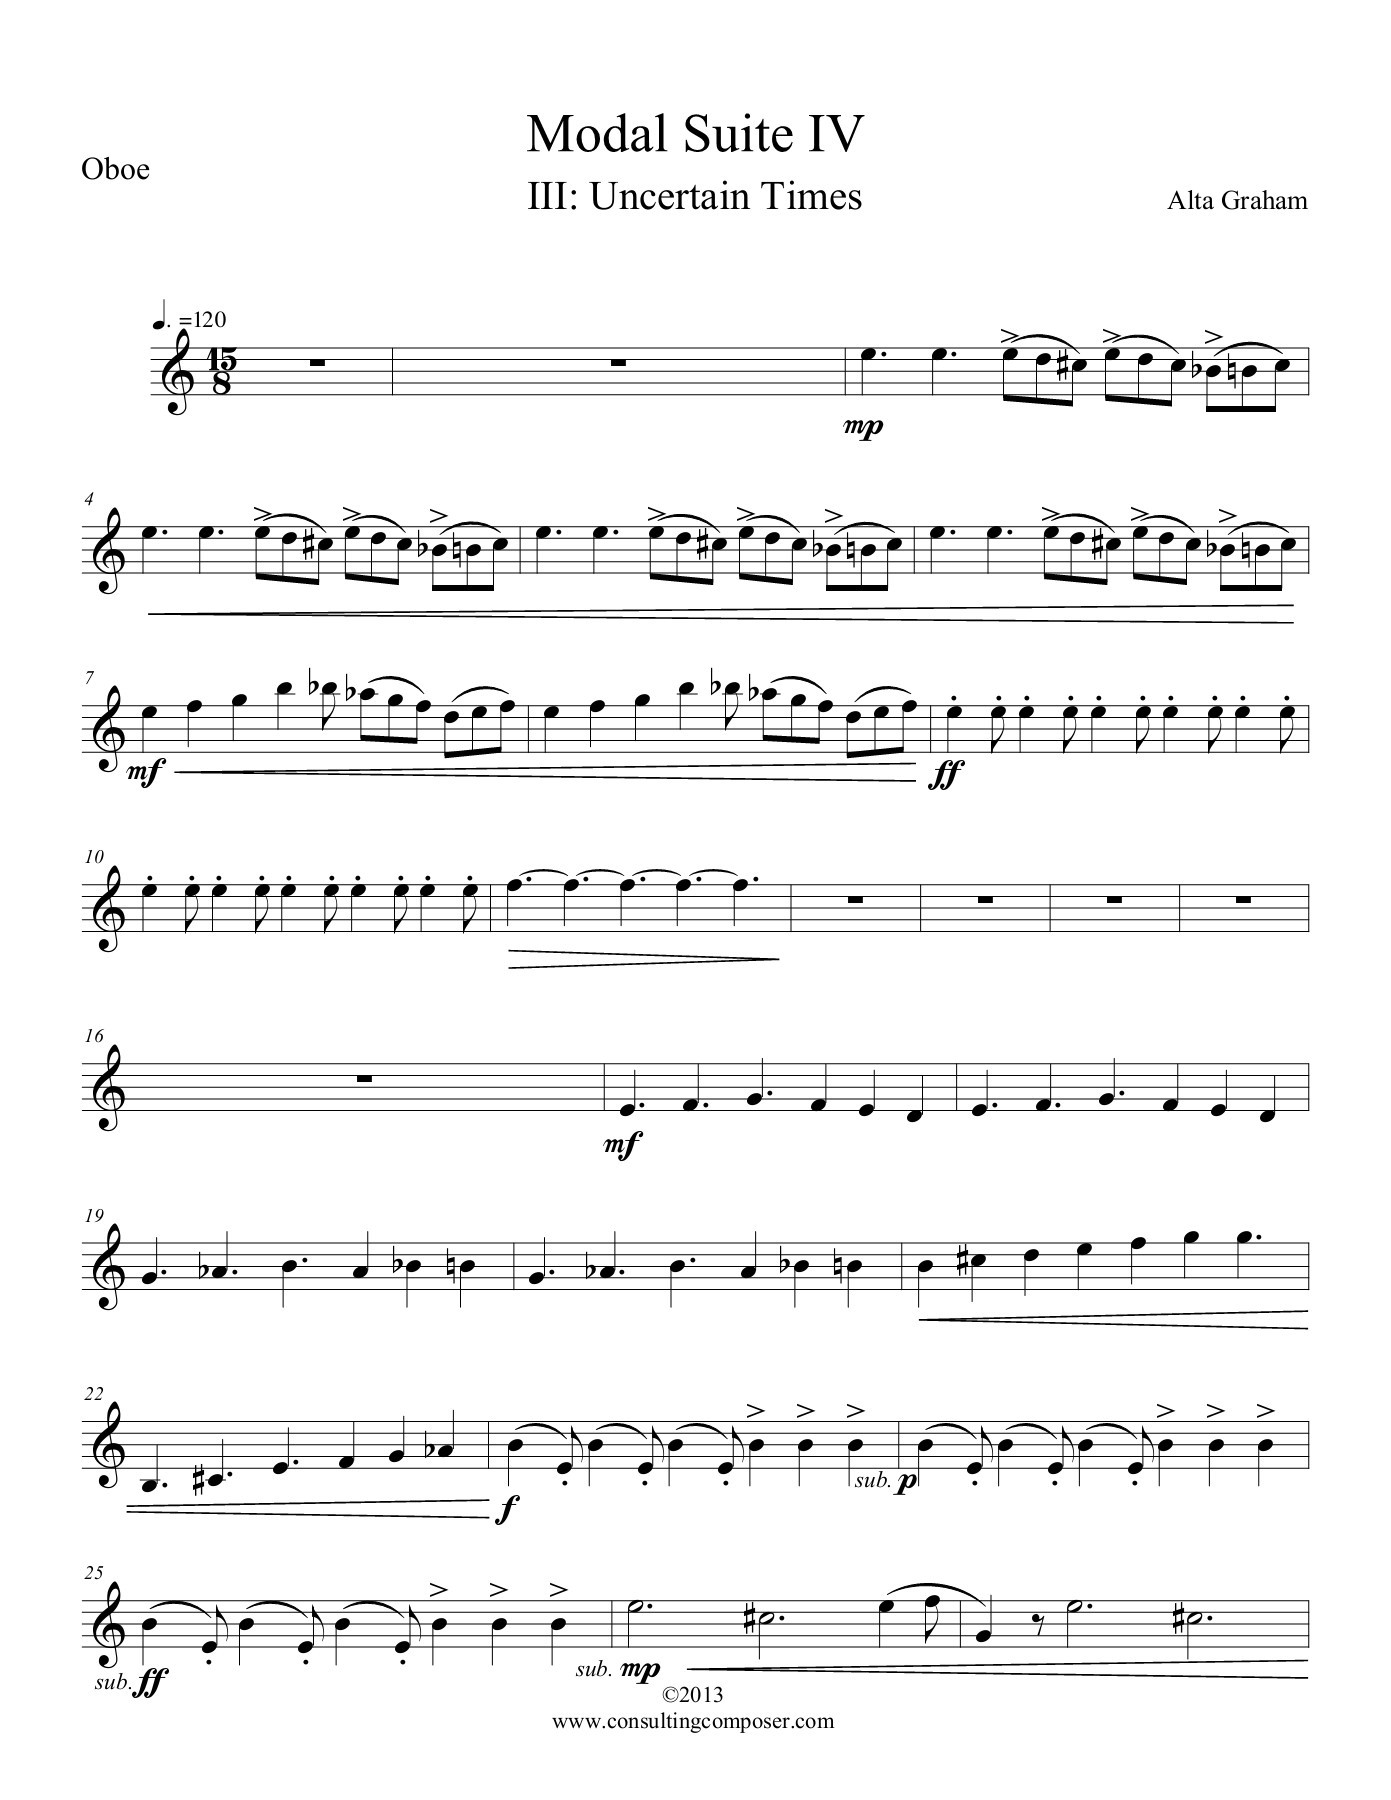 Modal Suite IV
Oboe
III: Uncertain Times
Alta Graham
♩. =120
15
8
mp
4
7
mf
ff
10
16
mf
19
22
f
sub. p
25
sub. ff
sub. mp
©2013
www.consultingcomposer.com